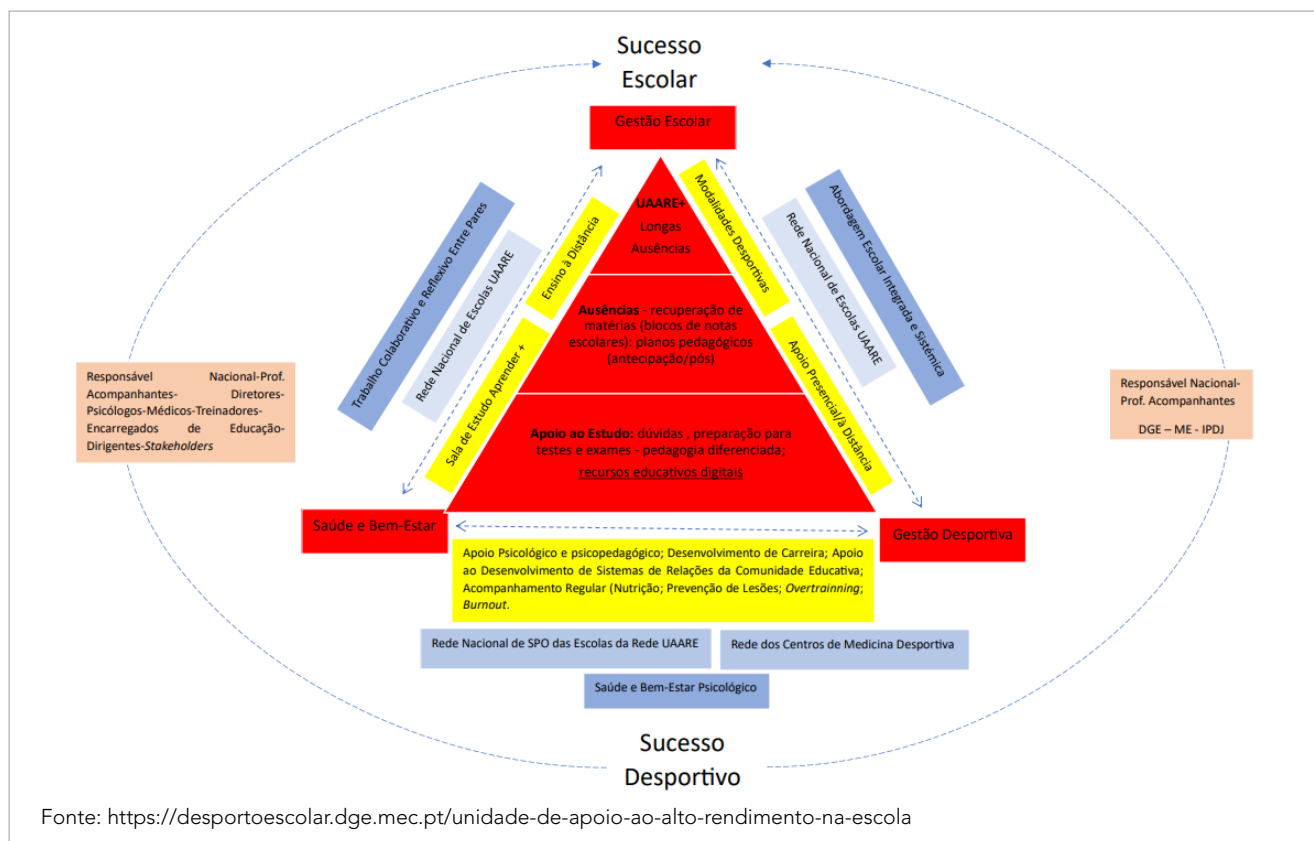 Sucesso
Escolar
Gestão Escolar
UAARE+
Longas
Ausências
Ausências - recuperação de
matérias (blocos de notas
escolares): planos pedagógicos
(antecipação/pós)
Apoio ao Estudo: dúvidas , preparação para
testes e exames - pedagogia diferenciada;
recursos educativos digitais
Trabalho Colaborativo e Reflexivo Entre Pares
Rede Nacional de Escolas UAARE
Ensino à Distância
Sala de Estudo Aprender +
Modalidades Desportivas
Apoio Presencial/à Distância
Rede Nacional de Escolas UAARE
Abordagem Escolar Integrada e Sistémica
Responsável Nacional-Prof.
Acompanhantes- Diretores-
Psicólogos-Médicos-Treinadores-
Encarregados de Educação-
Dirigentes-Stakeholders
Responsável Nacional-
Prof. Acompanhantes
DGE – ME - IPDJ
Saúde e Bem-Estar
Gestão Desportiva
Apoio Psicológico e psicopedagógico; Desenvolvimento de Carreira; Apoio
ao Desenvolvimento de Sistemas de Relações da Comunidade Educativa;
Acompanhamento Regular (Nutrição; Prevenção de Lesões; Overtrainning;
Burnout.
Rede Nacional de SPO das Escolas da Rede UAARE
Rede dos Centros de Medicina Desportiva
Saúde e Bem-Estar Psicológico
Sucesso
Desportivo
Fonte: https://desportoescolar.dge.mec.pt/unidade-de-apoio-ao-alto-rendimento-na-escola